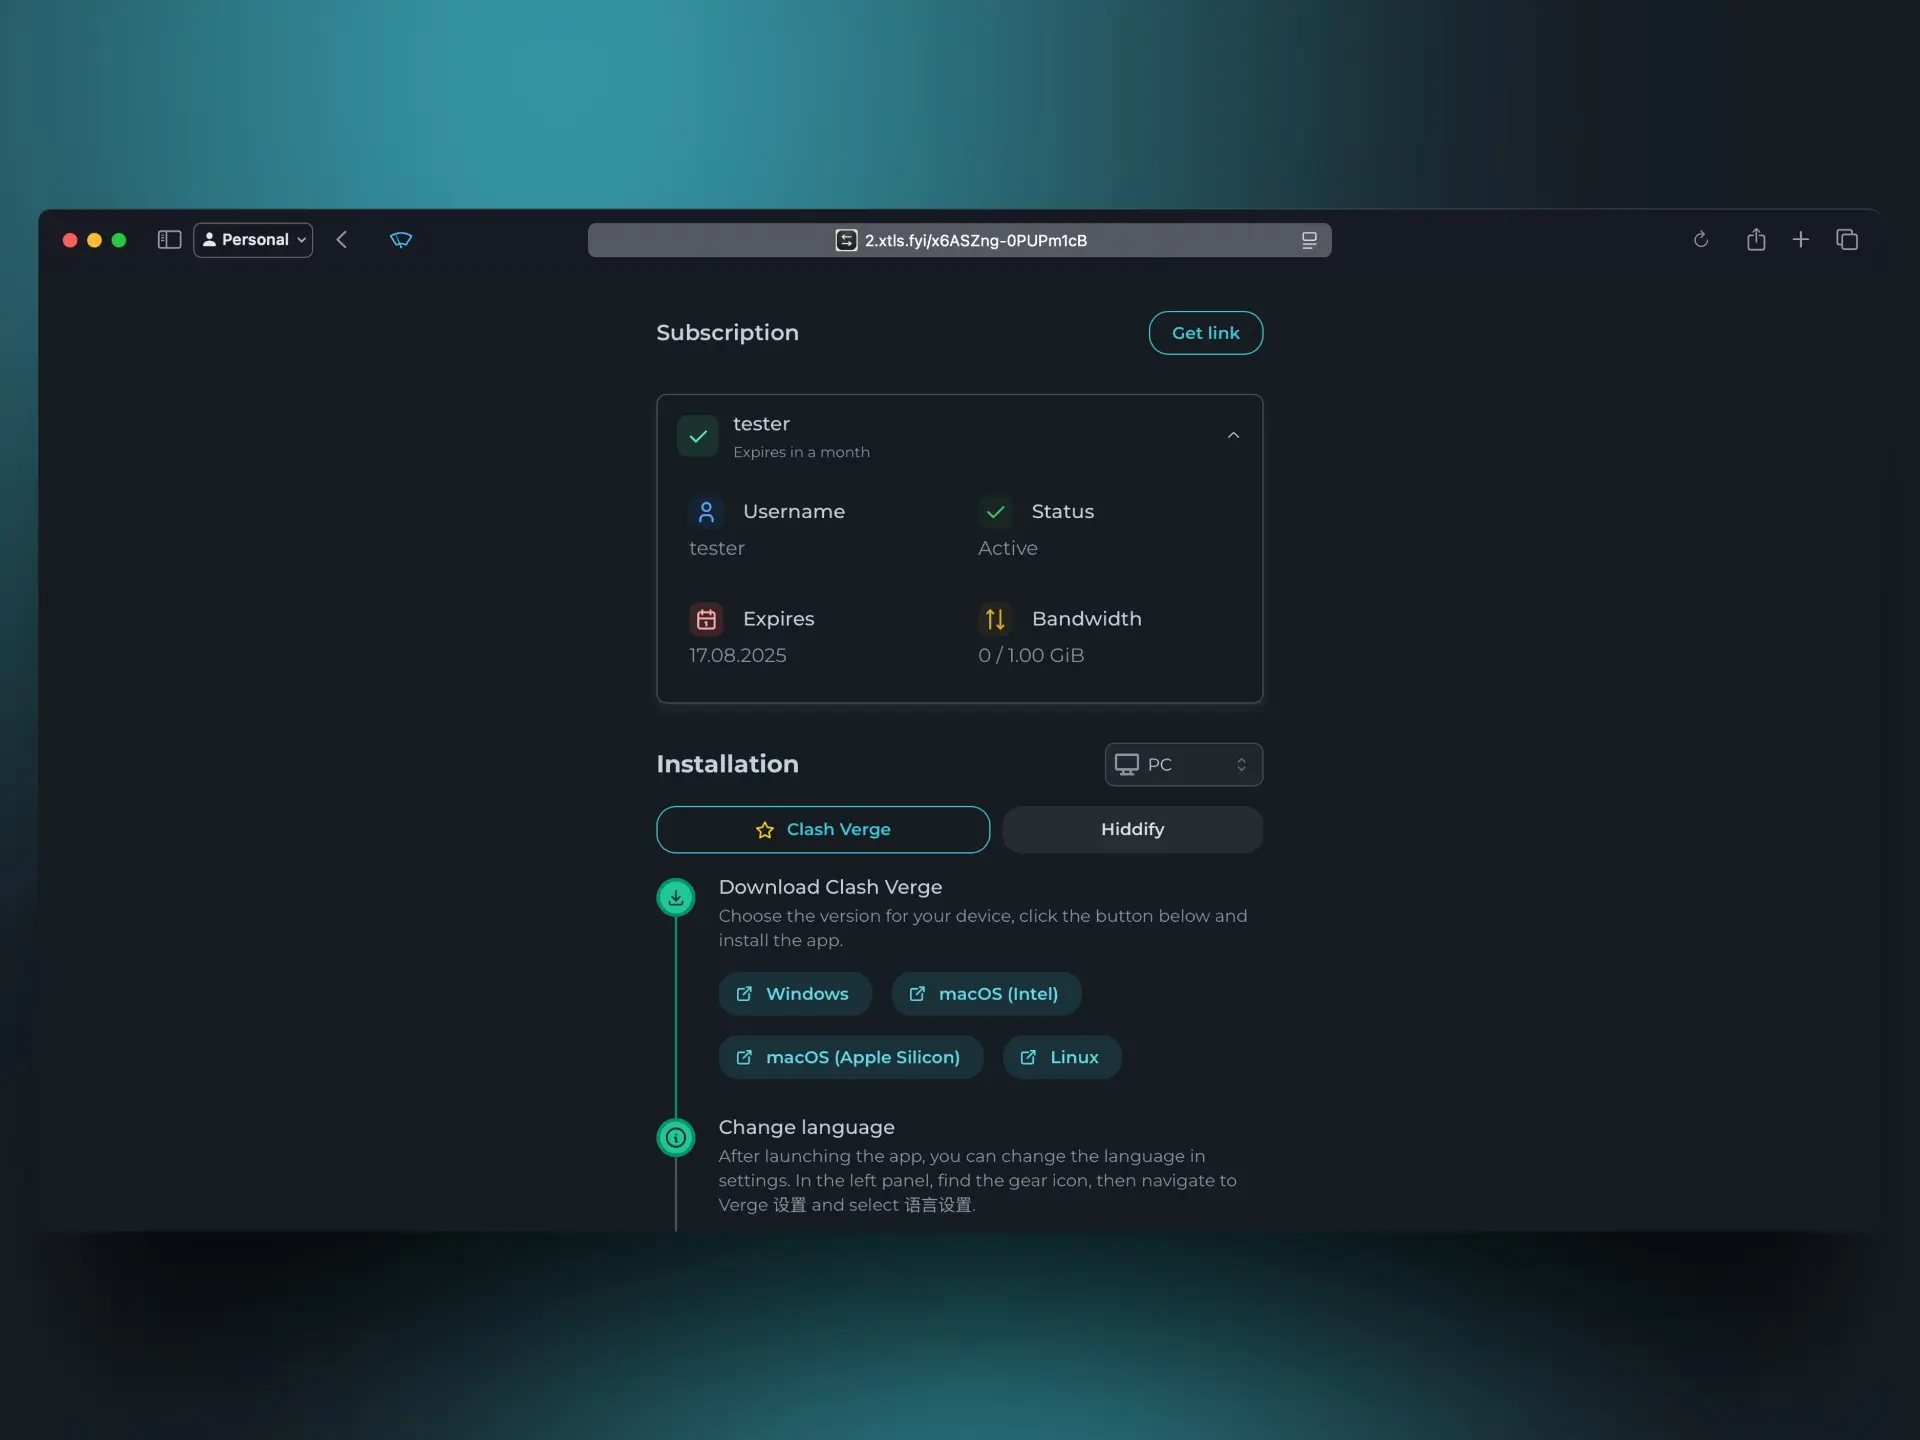 Personal
2.xtls.fyi/x6ASZng-0PUPm1cB
Subscription
Get link
tester
Expires in a month
Username
tester
Status
Active
Expires
17.08.2025
Bandwidth
0 / 1.00 GiB
Installation
PC
Clash Verge
Hiddify
Download Clash Verge
Choose the version for your device, click the button below and
install the app.
Windows
macOS (Intel)
macOS (Apple Silicon)
Linux
Change language
After launching the app, you can change the language in
settings. In the left panel, find the gear icon, then navigate to
Verge 设置 and select 语言设置.